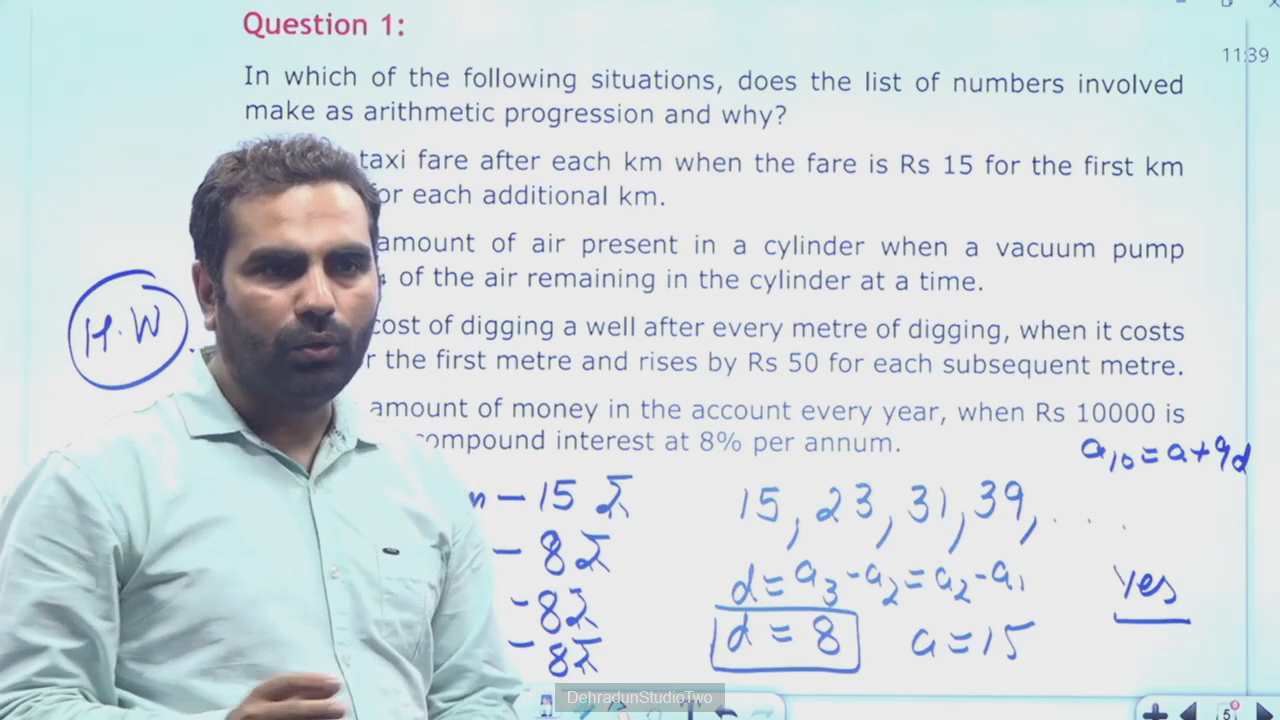 Question 1:
11:39
In which of the following situations, does the list of numbers involved
make as arithmetic progression and why?
taxi fare after each km when the fare is Rs 15 for the first km
or each additional km.
amount of air present in a cylinder when a vacuum pump
of the air remaining in the cylinder at a time.
H.W
cost of digging a well after every metre of digging, when it costs
r the first metre and rises by Rs 50 for each subsequent metre.
amount of money in the account every year, when Rs 10000 is
compound interest at 8% per annum.
a₁₀ = a + 9d
– 15 ₹
15, 23, 31, 39, . . . .
– 8₹
d = a₃ - a₂ = a₂ - a₁
Yes
- 8₹
d = 8
a = 15
- 8₹
DehradunStudioTwo
5